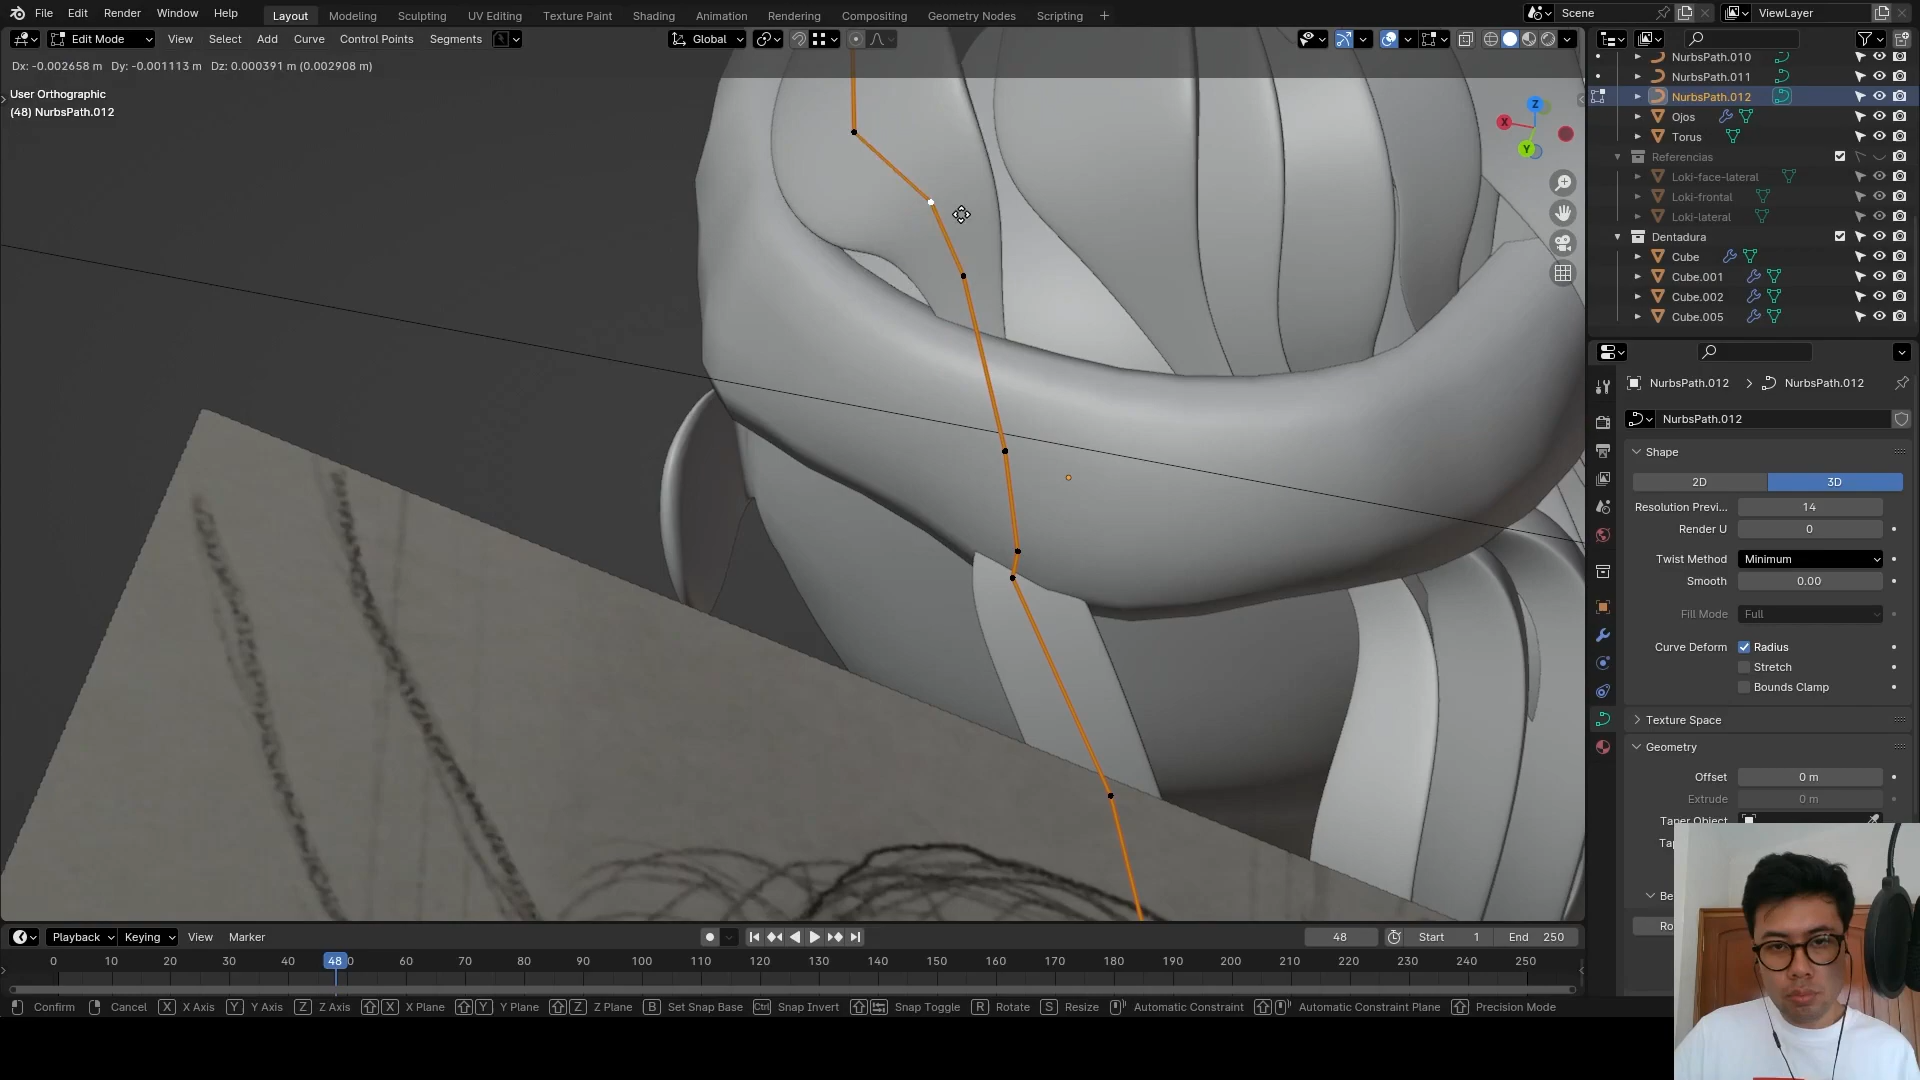 File Edit Render Window Help
Layout Modeling Sculpting UV Editing Texture Paint Shading Animation Rendering Compositing Geometry Nodes Scripting +
Scene
ViewLayer
Edit Mode View Select Add Curve Control Points Segments
Global
Dx: -0.002658 m Dy: -0.001113 m Dz: 0.000391 m (0.002908 m)
User Orthographic
(48) NurbsPath.012
Z
X
Y
NurbsPath.010
NurbsPath.011
NurbsPath.012
Ojos
Torus
Referencias
Loki-face-lateral
Loki-frontal
Loki-lateral
Dentadura
Cube
Cube.001
Cube.002
Cube.005
NurbsPath.012 > NurbsPath.012
NurbsPath.012
Shape
2D 3D
Resolution Previ... 14
Render U 0
Twist Method Minimum
Smooth 0.00
Fill Mode Full
Curve Deform Radius
Stretch
Bounds Clamp
Texture Space
Geometry
Offset 0 m
Extrude 0 m
Taper Object
Playback Keying View Marker
48 Start 1 End 250
0 10 20 30 40 48 60 70 80 90 100 110 120 130 140 150 160 170 180 190 200 210 220 230 240 250
Confirm Cancel X X Axis Y Y Axis Z Z Axis X X Plane Y Y Plane Z Z Plane B Set Snap Base Ctrl Snap Invert Snap Toggle R Rotate S Resize Automatic Constraint Automatic Constraint Plane Precision Mode